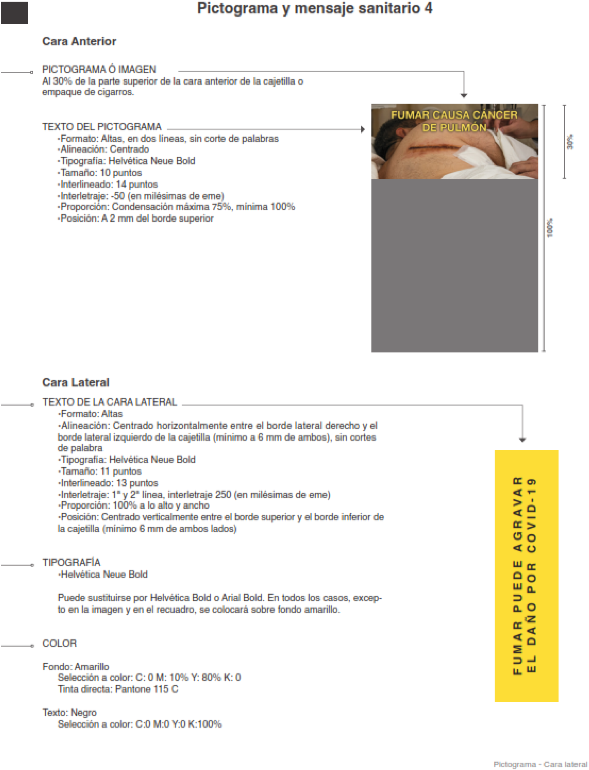 Pictograma y mensaje sanitario 4
Cara Anterior
PICTOGRAMA Ó IMAGEN
Al 30% de la parte superior de la cara anterior de la cajetilla o
empaque de cigarros.
TEXTO DEL PICTOGRAMA
•Formato: Altas, en dos líneas, sin corte de palabras
•Alineación: Centrado
•Tipografía: Helvética Neue Bold
•Tamaño: 10 puntos
•Interlineado: 14 puntos
•Interletraje: -50 (en milésimas de eme)
•Proporción: Condensación máxima 75%, mínima 100%
•Posición: A 2 mm del borde superior
FUMAR CAUSA CÁNCER
DE PULMÓN
30%
100%
Cara Lateral
TEXTO DE LA CARA LATERAL
•Formato: Altas
•Alineación: Centrado horizontalmente entre el borde lateral derecho y el
borde lateral izquierdo de la cajetilla (mínimo a 6 mm de ambos), sin cortes
de palabra
•Tipografía: Helvética Neue Bold
•Tamaño: 11 puntos
•Interlineado: 13 puntos
•Interletraje: 1ª y 2ª línea, interletraje 250 (en milésimas de eme)
•Proporción: 100% a lo alto y ancho
•Posición: Centrado verticalmente entre el borde superior y el borde inferior de
la cajetilla (mínimo 6 mm de ambos lados)
FUMAR PUEDE AGRAVAR
EL DAÑO POR COVID-19
TIPOGRAFÍA
•Helvética Neue Bold
Puede sustituirse por Helvética Bold o Arial Bold. En todos los casos, excep-
to en la imagen y en el recuadro, se colocará sobre fondo amarillo.
COLOR
Fondo: Amarillo
Selección a color: C: 0 M: 10% Y: 80% K: 0
Tinta directa: Pantone 115 C
Texto: Negro
Selección a color: C:0 M:0 Y:0 K:100%
Pictograma - Cara lateral